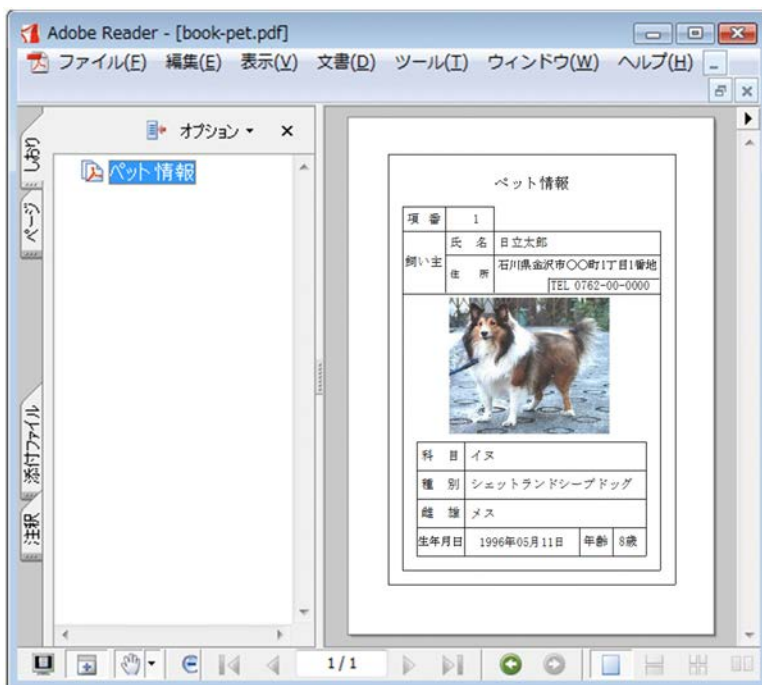 Adobe Reader - [book-pet.pdf]
ファイル(F) 編集(E) 表示(V) 文書(D) ツール(T) ウィンドウ(W) ヘルプ(H)
オプション
しおり
ページ
添付ファイル
注釈
ペット情報
ペット情報
項 番 1
飼い主 氏 名 日立太郎
住 所 石川県金沢市〇〇町1丁目1番地
TEL 0762-00-0000
科 目 イヌ
種 別 シェットランドシープドッグ
雌 雄 メス
生年月日 1996年05月11日 年齢 8歳
1/1